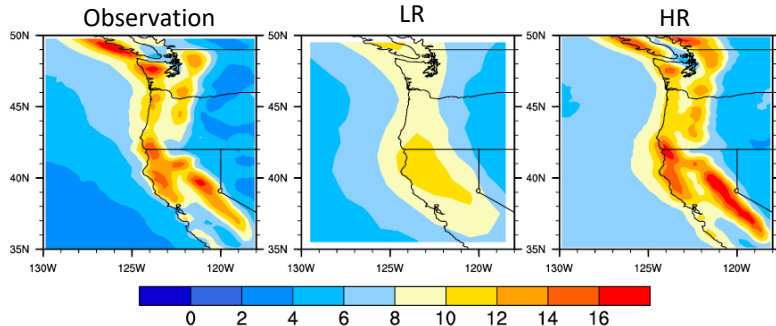 Observation LR HR
50N 50N 50N
45N 45N 45N
40N 40N 40N
35N 35N 35N
130W 125W 120W 130W 125W 120W 130W 125W 120W
0 2 4 6 8 10 12 14 16